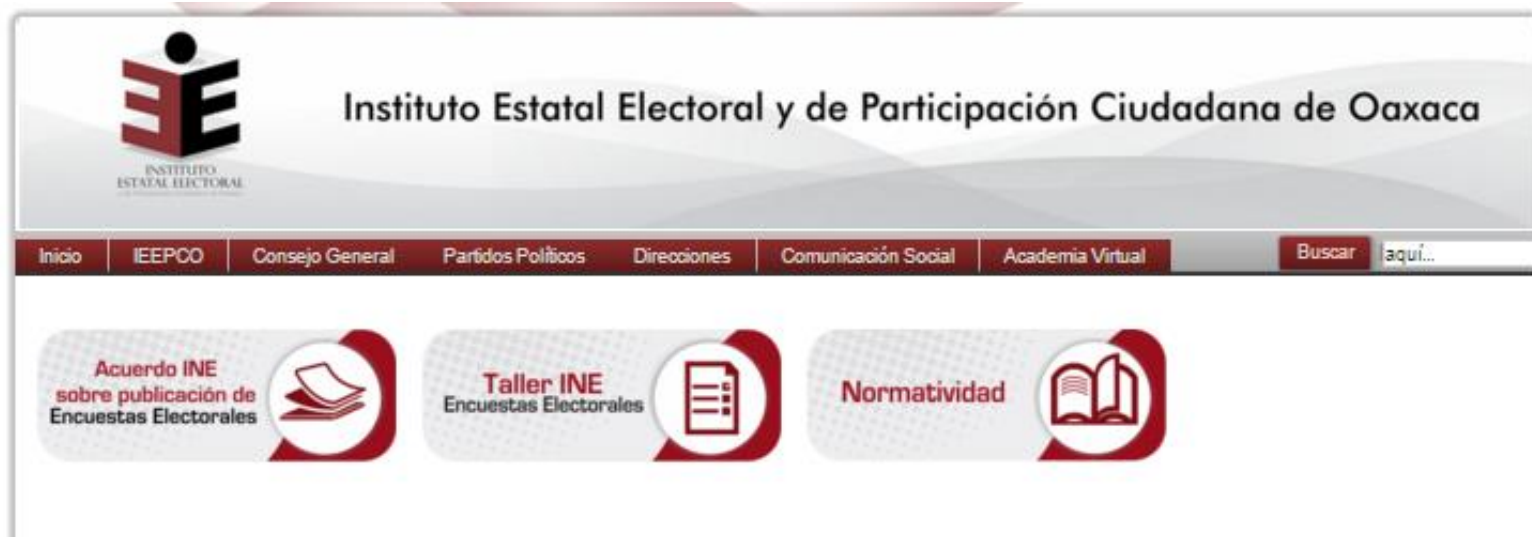 Instituto Estatal Electoral y de Participación Ciudadana de Oaxaca
INSTITUTO
ESTATAL ELECTORAL
Inicio IEEPCO Consejo General Partidos Políticos Direcciones Comunicación Social Academia Virtual Buscar aquí...
Acuerdo INE
sobre publicación de
Encuestas Electorales
Taller INE
Encuestas Electorales
Normatividad